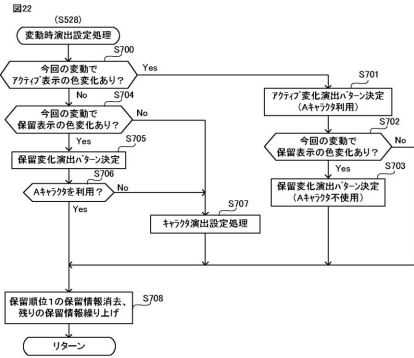 図22
(S528)
変動時演出設定処理
S700
今回の変動で
アクティブ表示の色変化あり?
Yes
No
S701
アクティブ変化演出パターン決定
(Aキャラクタ利用)
S702
今回の変動で
保留表示の色変化あり?
No
Yes
S703
保留変化演出パターン決定
(Aキャラクタ不使用)
S704
今回の変動で
保留表示の色変化あり?
No
Yes
S705
保留変化演出パターン決定
S706
Aキャラクタを利用?
No
Yes
S707
キャラクタ演出設定処理
S708
保留順位1の保留情報消去、
残りの保留情報繰り上げ
リターン